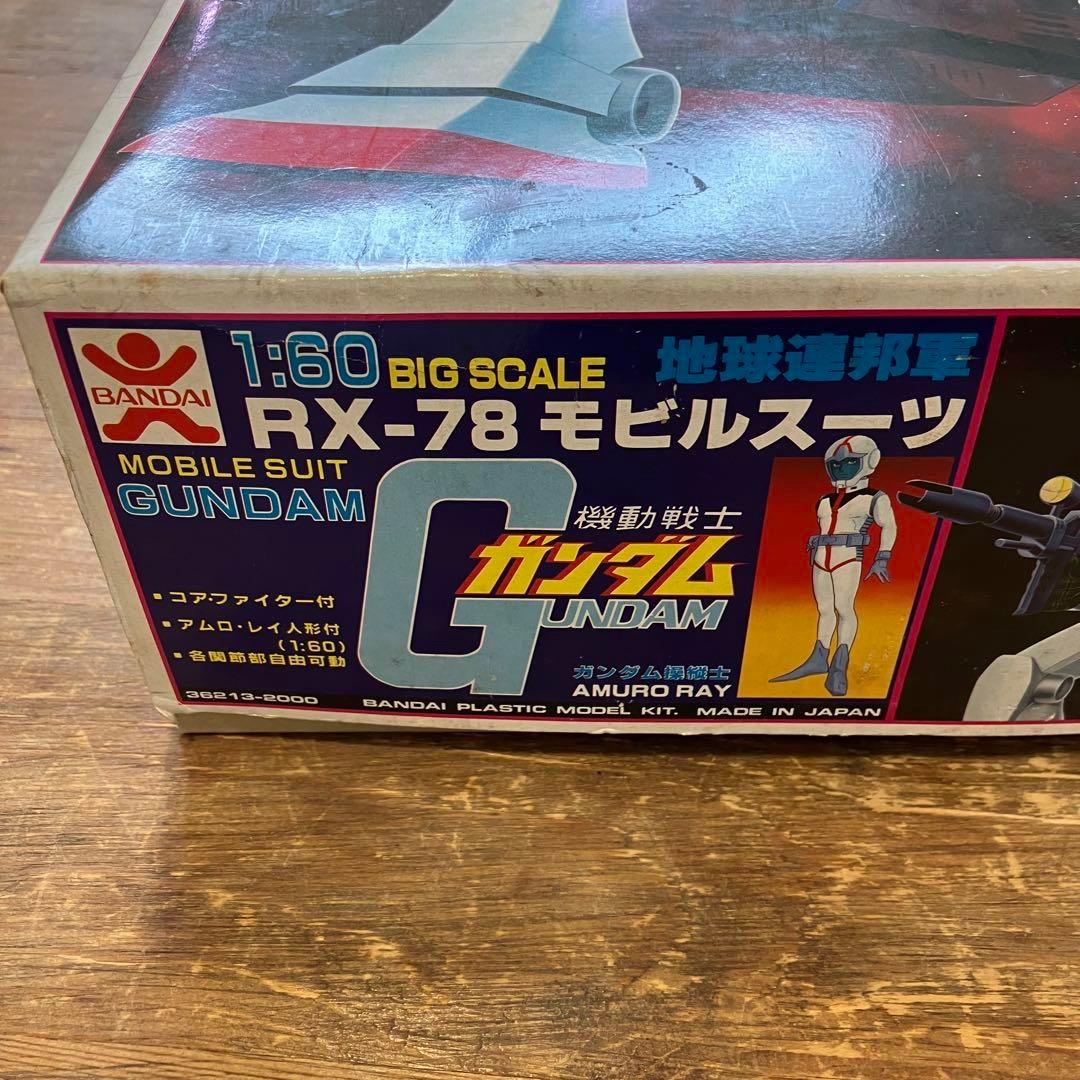 BANDAI
1:60 BIG SCALE
地球連邦軍
RX-78 モビルスーツ
MOBILE SUIT
GUNDAM
機動戦士
ガンダム
GUNDAM
▪ コア・ファイター付
▪ アムロ・レイ人形付
(1:60)
▪ 各関節部自由可動
ガンダム操縦士
AMURO RAY
36213-2000
BANDAI PLASTIC MODEL KIT. MADE IN JAPAN